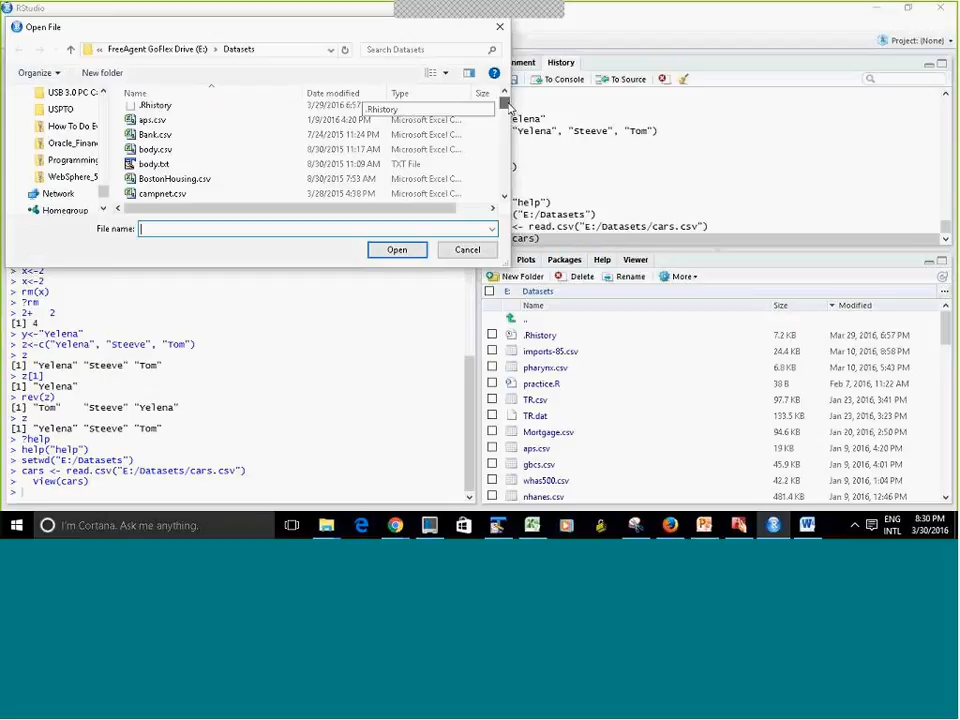 RStudio
Open File
« FreeAgent GoFlex Drive (E:) › Datasets
Search Datasets
Organize
New folder
Name
Date modified
Type
Size
USB 3.0 PC C
USPTO
How To Do E
Oracle_Finan
Programming
WebSphere_5
Network
Homegroup
.Rhistory 3/29/2016 6:57
.Rhistory
aps.csv 1/9/2016 4:20 PM Microsoft Excel C...
Bank.csv 7/24/2015 11:24 PM Microsoft Excel C...
body.csv 8/30/2015 11:17 AM Microsoft Excel C...
body.txt 8/30/2015 11:09 AM TXT File
BostonHousing.csv 8/30/2015 7:53 AM Microsoft Excel C...
campnet.csv 3/28/2015 4:38 PM Microsoft Excel C...
File name:
Open
Cancel
Project: (None)
nment History
To Console To Source
elena"
"Yelena", "Steeve", "Tom")
)
"help")
("E:/Datasets")
<- read.csv("E:/Datasets/cars.csv")
(cars)
x<-2
x<-2
rm(x)
> ?rm
> 2+ 2
[1] 4
> y<-"Yelena"
> z<-c("Yelena", "Steeve", "Tom")
> z
[1] "Yelena" "Steeve" "Tom"
> z[1]
[1] "Yelena"
> rev(z)
[1] "Tom" "Steeve" "Yelena"
> z
[1] "Yelena" "Steeve" "Tom"
> ?help
> help("help")
> setwd("E:/Datasets")
> cars <- read.csv("E:/Datasets/cars.csv")
> View(cars)
>
Plots Packages Help Viewer
New Folder Delete Rename More
E: Datasets
Name Size Modified
..
.Rhistory 7.2 KB Mar 29, 2016, 6:57 PM
imports-85.csv 24.4 KB Mar 10, 2016, 8:58 PM
pharynx.csv 6.8 KB Mar 10, 2016, 5:43 PM
practice.R 38 B Feb 7, 2016, 11:22 AM
TR.csv 97.7 KB Jan 23, 2016, 3:41 PM
TR.dat 133.5 KB Jan 23, 2016, 3:23 PM
Mortgage.csv 94.6 KB Jan 20, 2016, 2:50 PM
aps.csv 19 KB Jan 9, 2016, 4:20 PM
gbcs.csv 45.9 KB Jan 9, 2016, 4:01 PM
whas500.csv 42.2 KB Jan 9, 2016, 1:04 PM
nhanes.csv 481.4 KB Jan 9, 2016, 12:46 PM
I'm Cortana. Ask me anything.
ENG
INTL
8:30 PM
3/30/2016